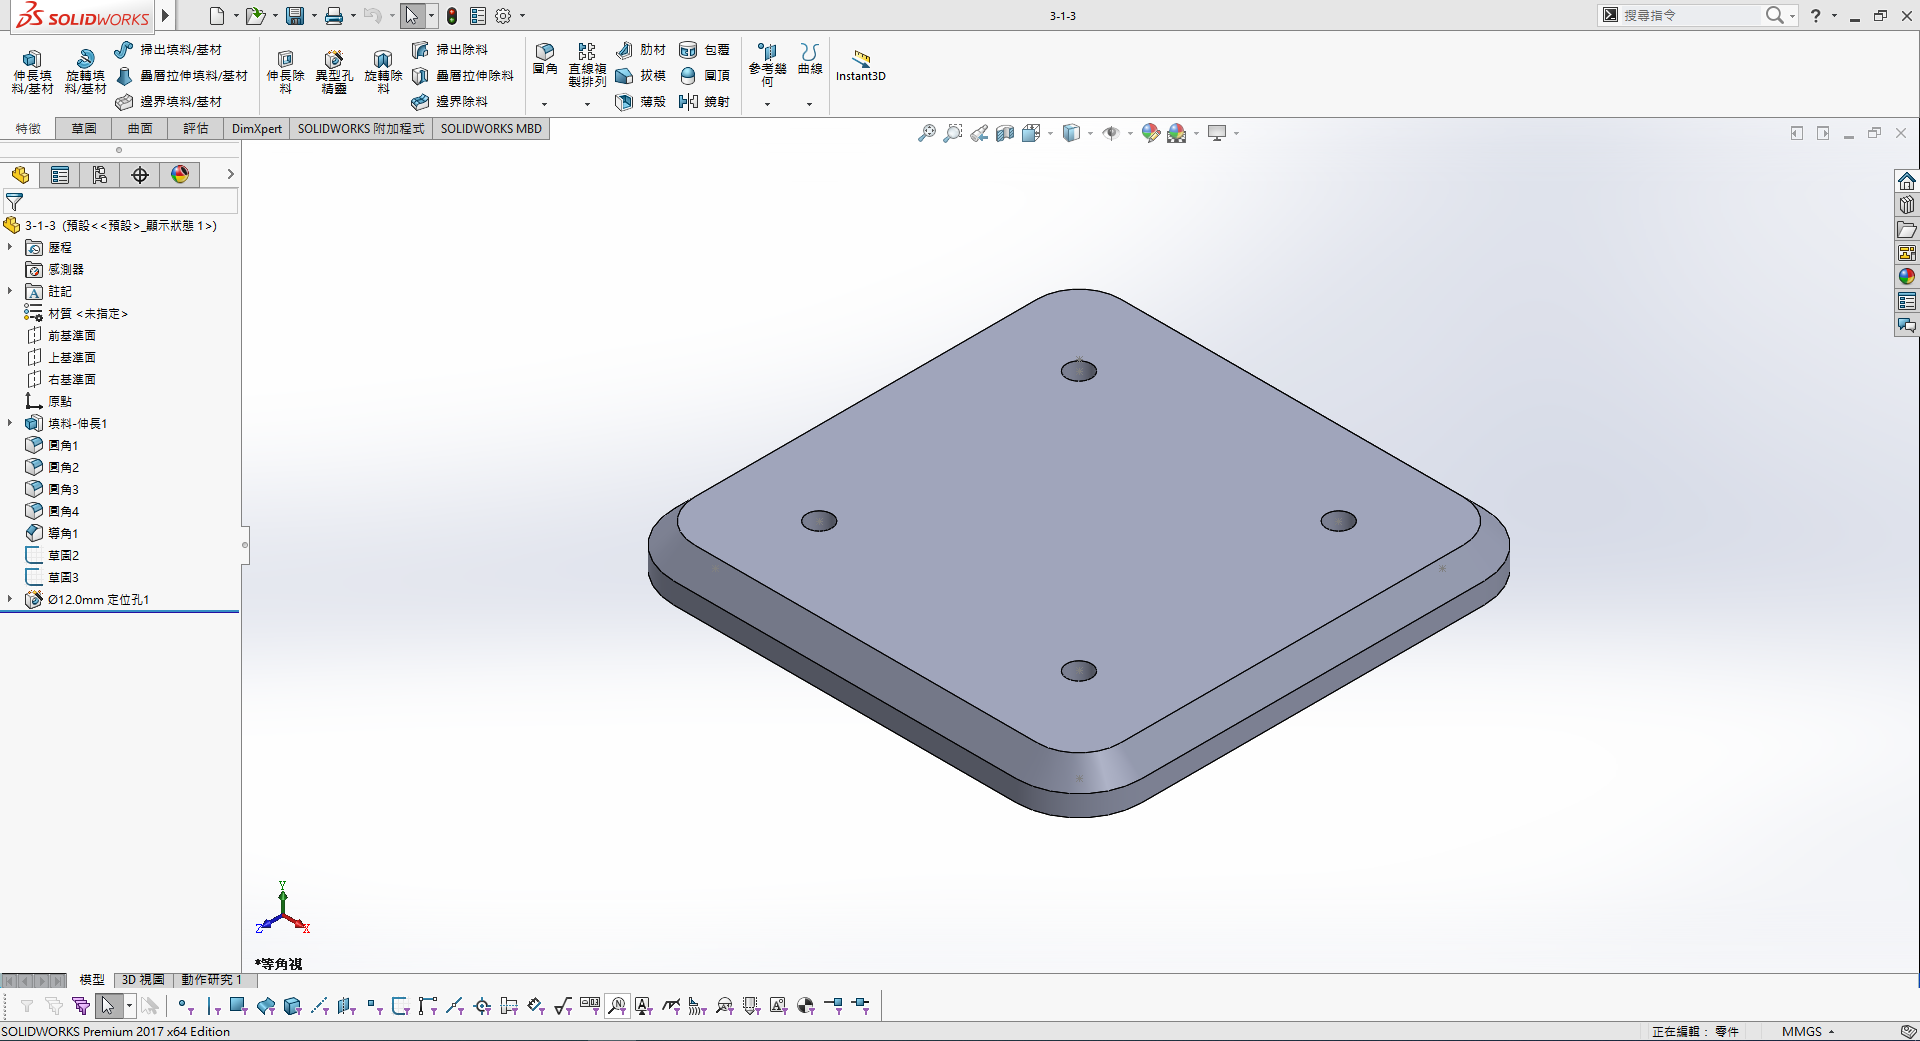 SOLIDWORKS
3-1-3
搜尋指令
伸長填料/基材
旋轉填料/基材
掃出填料/基材
疊層拉伸填料/基材
邊界填料/基材
伸長除料
異型孔精靈
旋轉除料
掃出除料
疊層拉伸除料
邊界除料
圓角
直線複製排列
肋材
拔模
薄殼
包覆
圓頂
鏡射
參考幾何
曲線
Instant3D
特徵
草圖
曲面
評估
DimXpert
SOLIDWORKS 附加程式
SOLIDWORKS MBD
3-1-3 (預設<<預設>_顯示狀態 1>)
歷程
感測器
註記
材質 <未指定>
前基準面
上基準面
右基準面
原點
填料-伸長1
圓角1
圓角2
圓角3
圓角4
導角1
草圖2
草圖3
Ø12.0mm 定位孔1
Y
Z
X
*等角視
模型
3D 視圖
動作研究 1
SOLIDWORKS Premium 2017 x64 Edition
正在編輯： 零件
MMGS